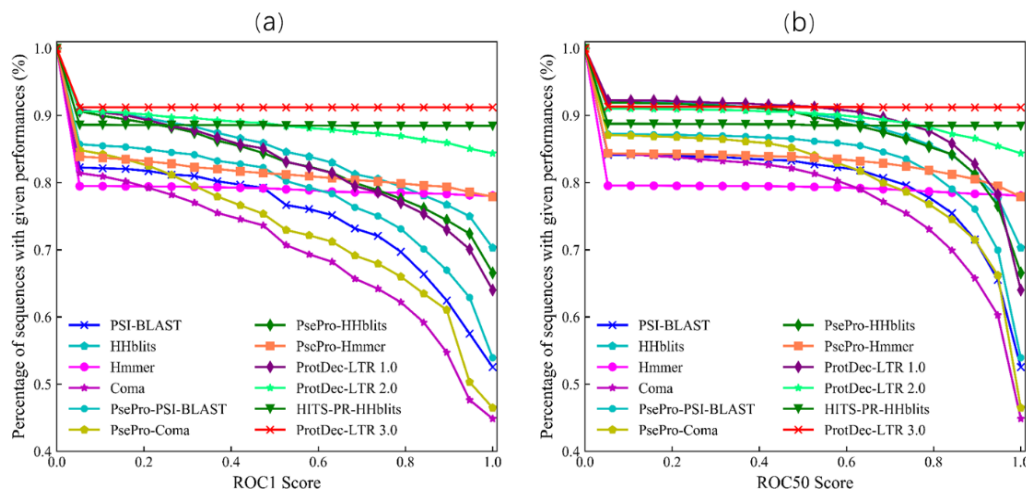 (a)
Percentage of sequences with given performances (%)
1.0
0.9
0.8
0.7
0.6
0.5
0.4
0.0 0.2 0.4 0.6 0.8 1.0
ROC1 Score
PSI-BLAST
HHblits
Hmmer
Coma
PsePro-PSI-BLAST
PsePro-Coma
PsePro-HHblits
PsePro-Hmmer
ProtDec-LTR 1.0
ProtDec-LTR 2.0
HITS-PR-HHblits
ProtDec-LTR 3.0
(b)
Percentage of sequences with given performances (%)
1.0
0.9
0.8
0.7
0.6
0.5
0.4
0.0 0.2 0.4 0.6 0.8 1.0
ROC50 Score
PSI-BLAST
HHblits
Hmmer
Coma
PsePro-PSI-BLAST
PsePro-Coma
PsePro-HHblits
PsePro-Hmmer
ProtDec-LTR 1.0
ProtDec-LTR 2.0
HITS-PR-HHblits
ProtDec-LTR 3.0